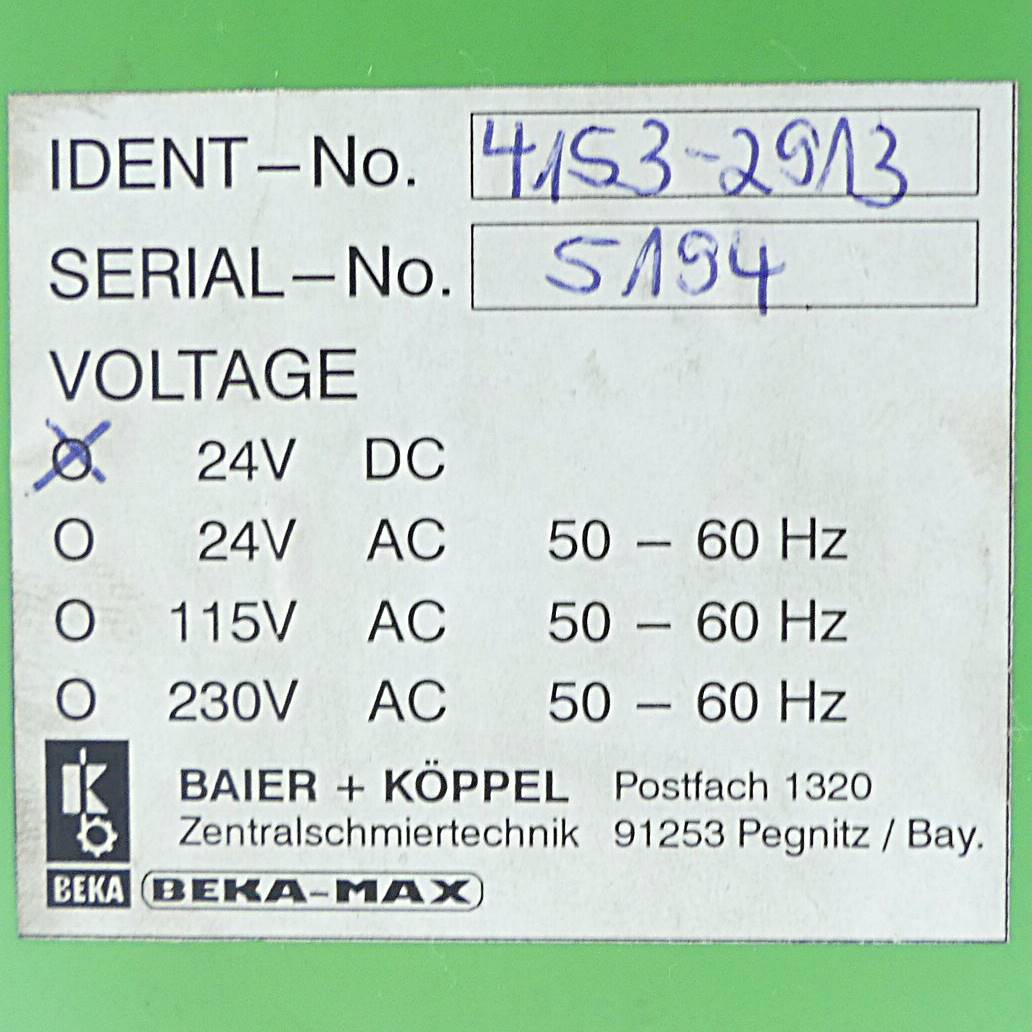 IDENT–No. 4153-2913
SERIAL–No. 5194
VOLTAGE
24V DC
O 24V AC 50 – 60 Hz
O 115V AC 50 – 60 Hz
O 230V AC 50 – 60 Hz
BAIER + KÖPPEL Postfach 1320
Zentralschmiertechnik 91253 Pegnitz / Bay.
BEKA BEKA-MAX